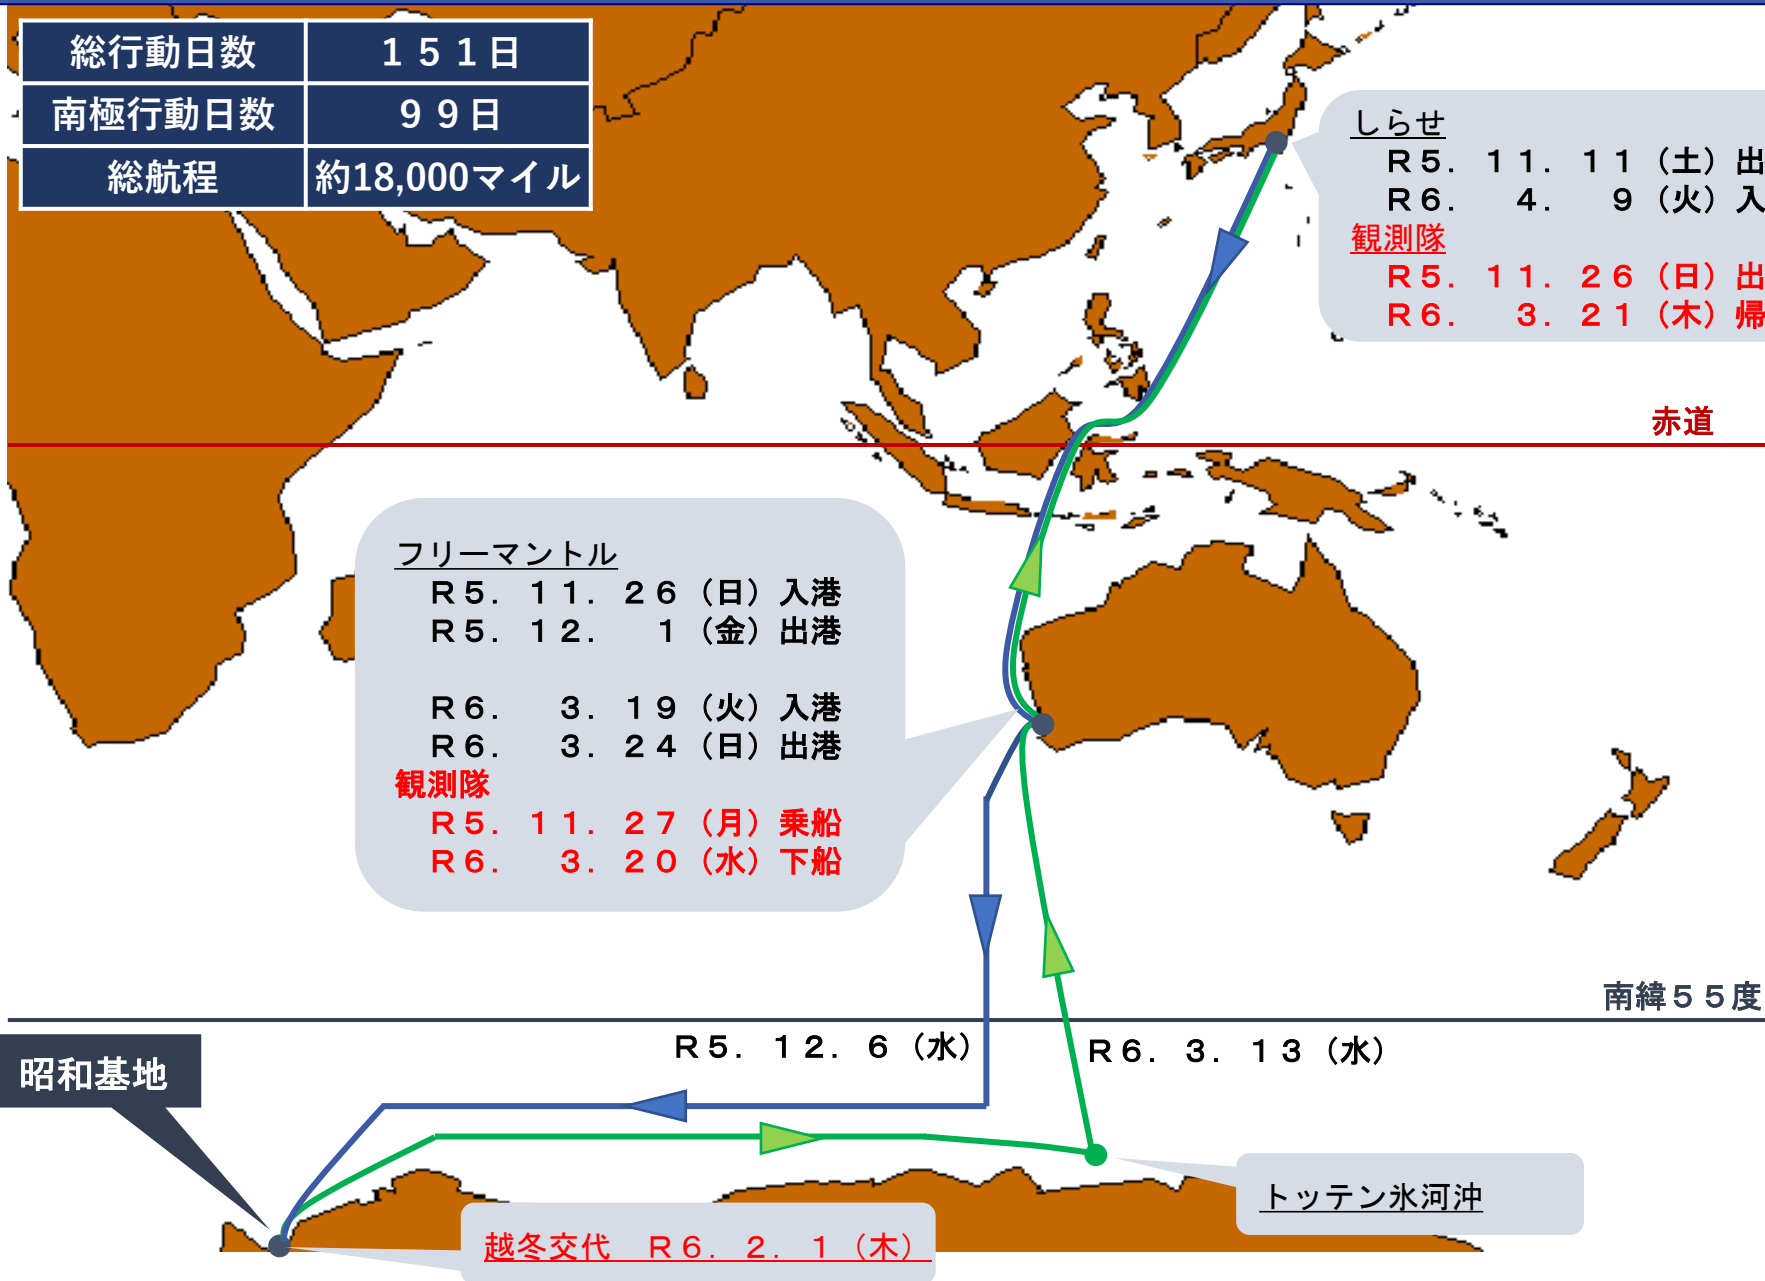 総行動日数 １５１日
南極行動日数 ９９日
総航程 約18,000マイル
しらせ
Ｒ５．１１．１１（土）出
Ｒ６．　４．　９（火）入
観測隊
Ｒ５．１１．２６（日）出
Ｒ６．　３．２１（木）帰
赤道
フリーマントル
Ｒ５．１１．２６（日）入港
Ｒ５．１２．　１（金）出港
Ｒ６．　３．１９（火）入港
Ｒ６．　３．２４（日）出港
観測隊
Ｒ５．１１．２７（月）乗船
Ｒ６．　３．２０（水）下船
南緯５５度
Ｒ５．１２．６（水）
Ｒ６．３．１３（水）
昭和基地
トッテン氷河沖
越冬交代　Ｒ６．２．１（木）